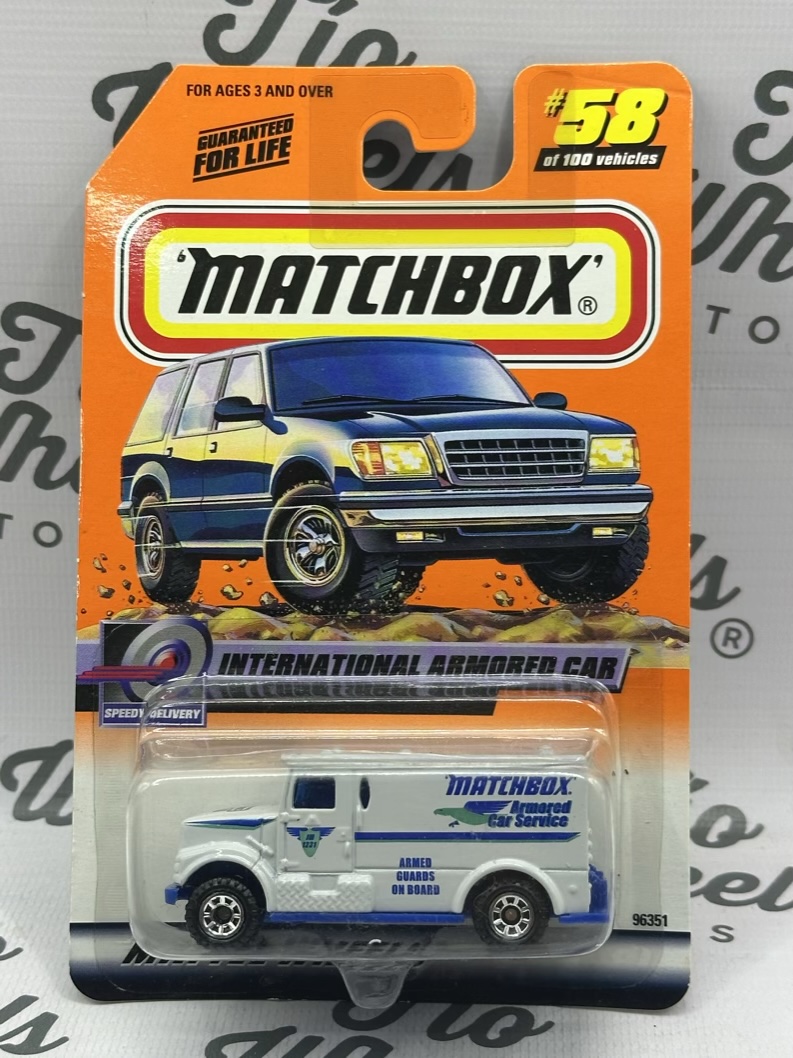 FOR AGES 3 AND OVER
GUARANTEED
FOR LIFE
#58
of 100 vehicles
'MATCHBOX'®
INTERNATIONAL ARMORED CAR
SPEEDY DELIVERY
MATCHBOX
Armored
Car Service
ARMED
GUARDS
ON BOARD
96351